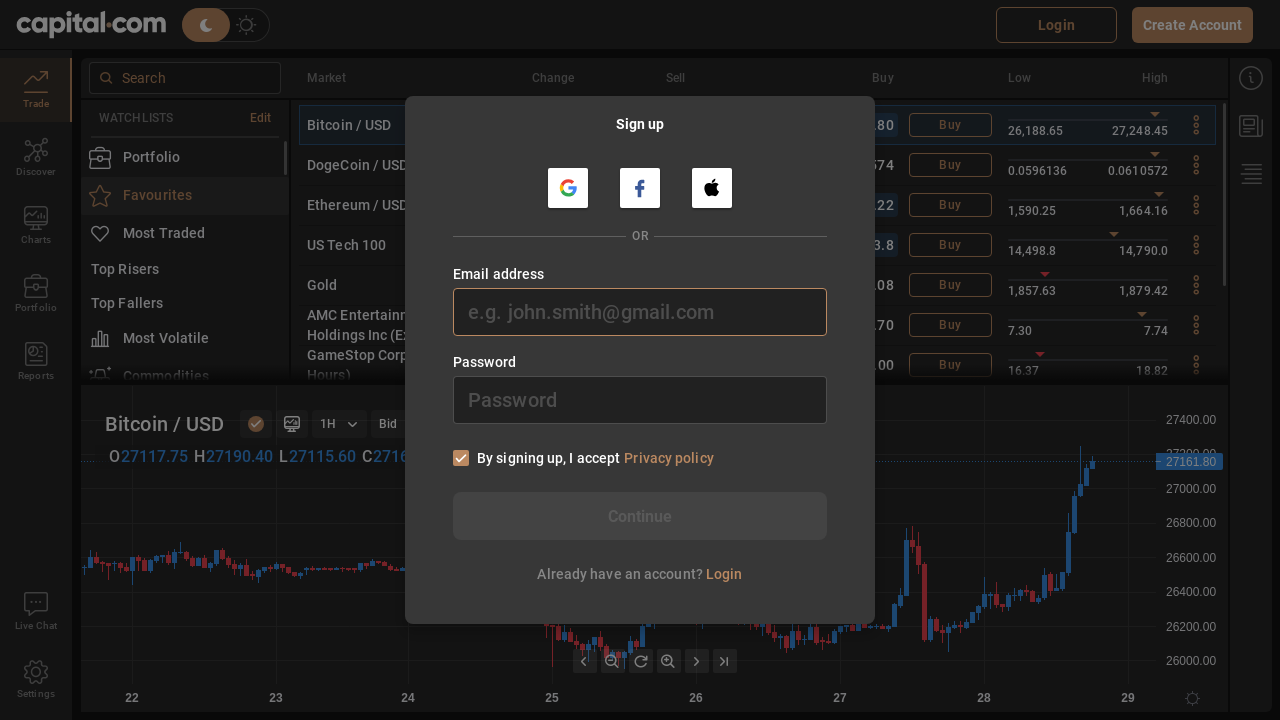 capital.com
Login
Create Account
Trade
Discover
Charts
Portfolio
Reports
Live Chat
Settings
Search
Market
Change
Sell
Buy
Low
High
WATCHLISTS
Edit
Portfolio
Favourites
Most Traded
Top Risers
Top Fallers
Most Volatile
Commodities
Bitcoin / USD
80
Buy
26,188.65
27,248.45
DogeCoin / USD
574
Buy
0.0596136
0.0610572
Ethereum / USD
.22
Buy
1,590.25
1,664.16
US Tech 100
3.8
Buy
14,498.8
14,790.0
Gold
.08
Buy
1,857.63
1,879.42
AMC Entertainm
Holdings Inc (Ex
.70
Buy
7.30
7.74
GameStop Corp
Hours)
.00
Buy
16.37
18.82
Sign up
OR
Email address
e.g. john.smith@gmail.com
Password
Password
By signing up, I accept Privacy policy
Continue
Already have an account? Login
Bitcoin / USD
1H
Bid
O27117.75 H27190.40 L27115.60 C2716
27400.00
27161.80
27000.00
26800.00
26600.00
26400.00
26200.00
26000.00
22
23
24
25
26
27
28
29